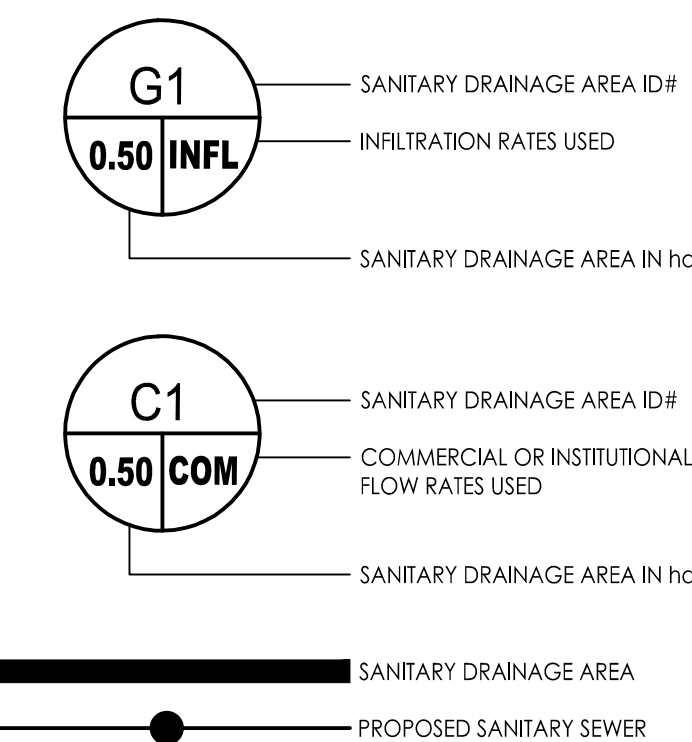 G1
SANITARY DRAINAGE AREA ID#
0.50 INFL
INFILTRATION RATES USED
SANITARY DRAINAGE AREA IN ha
C1
SANITARY DRAINAGE AREA ID#
0.50 COM
COMMERCIAL OR INSTITUTIONAL
FLOW RATES USED
SANITARY DRAINAGE AREA IN ha
SANITARY DRAINAGE AREA
PROPOSED SANITARY SEWER